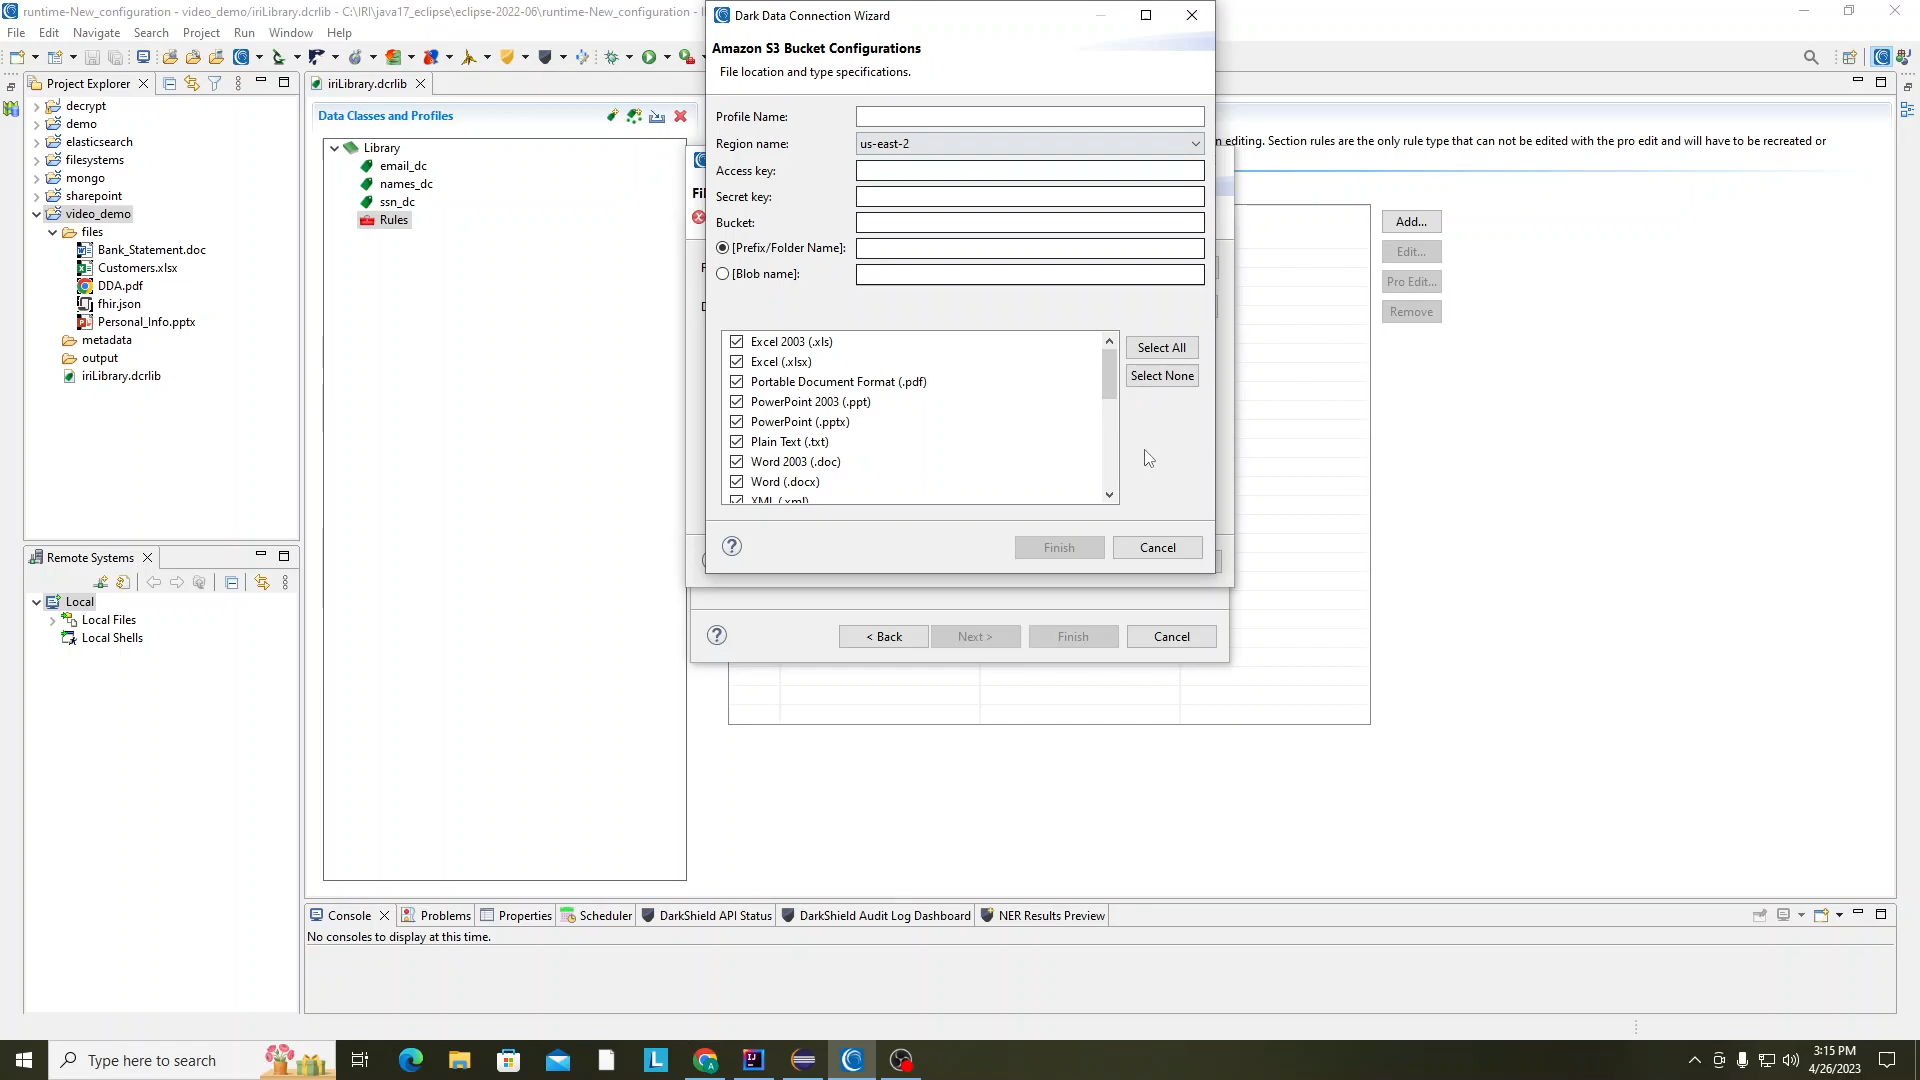 runtime-New_configuration - video_demo/iriLibrary.dcrlib - C:\IRI\java17_eclipse\eclipse-2022-06\runtime-New_configuration -
File Edit Navigate Search Project Run Window Help
Project Explorer
decrypt
demo
elasticsearch
filesystems
mongo
sharepoint
video_demo
files
Bank_Statement.doc
Customers.xlsx
DDA.pdf
fhir.json
Personal_Info.pptx
metadata
output
iriLibrary.dcrlib
Remote Systems
Local
Local Files
Local Shells
iriLibrary.dcrlib
Data Classes and Profiles
Library
email_dc
names_dc
ssn_dc
Rules
n editing. Section rules are the only rule type that can not be edited with the pro edit and will have to be recreated or
Add...
Edit...
Pro Edit...
Remove
Dark Data Connection Wizard
Amazon S3 Bucket Configurations
File location and type specifications.
Profile Name:
Region name: us-east-2
Access key:
Secret key:
Bucket:
[Prefix/Folder Name]:
[Blob name]:
Excel 2003 (.xls)
Excel (.xlsx)
Portable Document Format (.pdf)
PowerPoint 2003 (.ppt)
PowerPoint (.pptx)
Plain Text (.txt)
Word 2003 (.doc)
Word (.docx)
XML (.xml)
Select All
Select None
? Finish Cancel
Fil
? < Back Next > Finish Cancel
Console Problems Properties Scheduler DarkShield API Status DarkShield Audit Log Dashboard NER Results Preview
No consoles to display at this time.
Type here to search
3:15 PM
4/26/2023